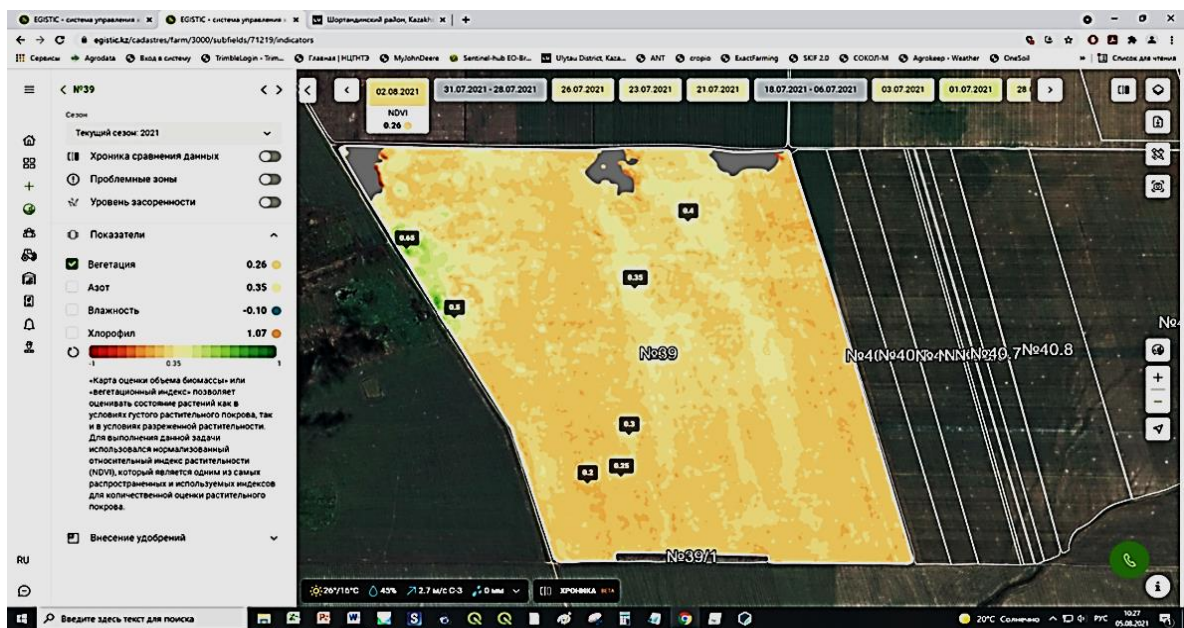 EGISTIC - система управления
EGISTIC - система управления
Шортандинский район, Kazakh
egistic.kz/cadastres/farm/3000/subfields/71219/indicators
Сервисы
Agrodata
Вход в систему
TrimbleLogin - Trim...
Главная | НЦГНТЭ
MyJohnDeere
Sentinel-hub EO-Br...
Ulytau District, Kaza...
ANT
cropio
ExactFarming
SKIF 2.0
СОКОЛ-М
Agrokeep - Weather
OneSoil
»
Список для чтения
№39
Сезон
Текущий сезон: 2021
Хроника сравнения данных
Проблемные зоны
Уровень засоренности
Показатели
Вегетация 0.26
Азот 0.35
Влажность -0.10
Хлорофил 1.07
-1 0.35 1
«Карта оценки объема биомассы» или
«вегетационный индекс» позволяет
оценивать состояние растений как в
условиях густого растительного покрова, так
и в условиях разреженной растительности.
Для выполнения данной задачи
использовался нормализованный
относительный индекс растительности
(NDVI), который является одним из самых
распространенных и используемых индексов
для количественной оценки растительного
покрова.
Внесение удобрений
RU
02.08.2021
NDVI
0.26
31.07.2021 - 28.07.2021
26.07.2021
23.07.2021
21.07.2021
18.07.2021 - 06.07.2021
03.07.2021
01.07.2021
28
0.4
0.65
0.35
0.5
№39
0.3
0.2
0.25
№39/1
№40.7
№40.8
26°/16°C 45% 2.7 м/с С-З 0 мм
ХРОНИКА BETA
Введите здесь текст для поиска
20°C Солнечно
РУС
10:27
05.08.2021